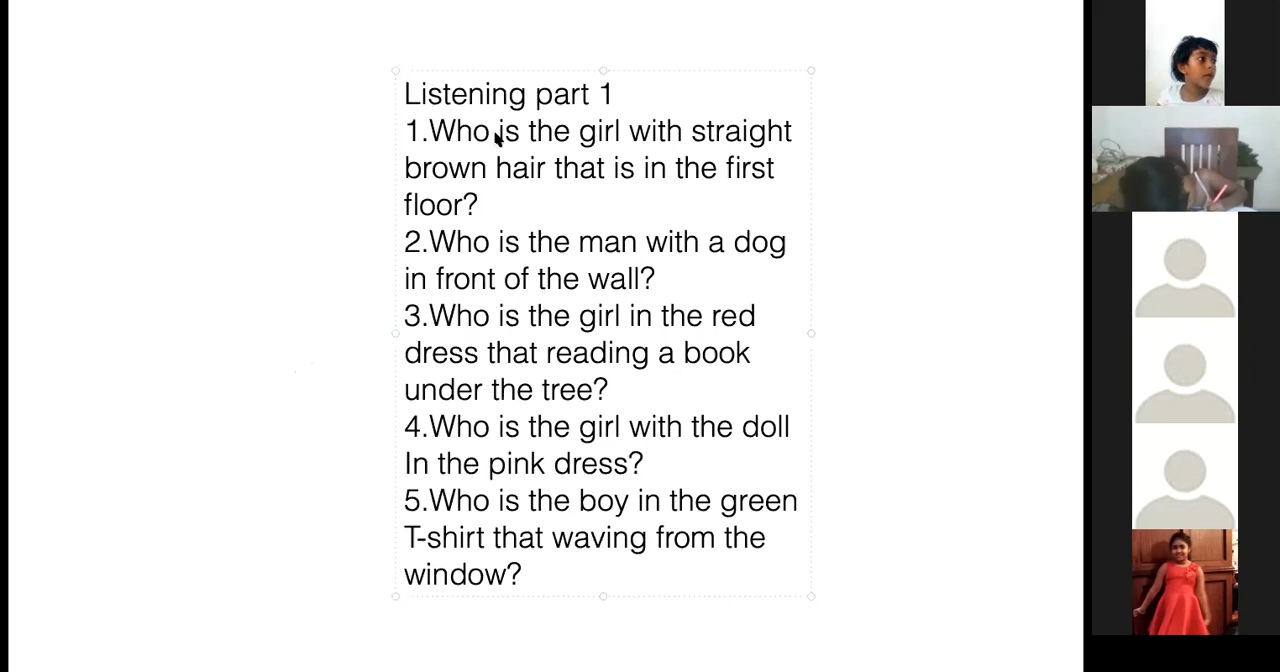 Listening part 1
1.Who is the girl with straight
brown hair that is in the first
floor?
2.Who is the man with a dog
in front of the wall?
3.Who is the girl in the red
dress that reading a book
under the tree?
4.Who is the girl with the doll
In the pink dress?
5.Who is the boy in the green
T-shirt that waving from the
window?